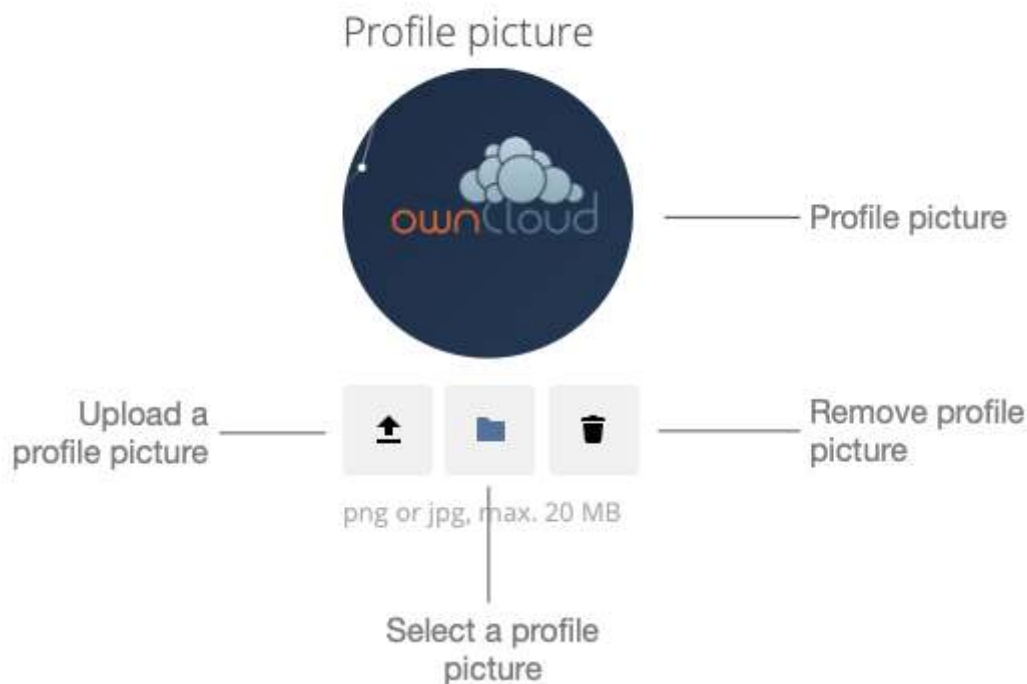 Profile picture
ownCloud
Profile picture
Upload a
profile picture
Remove profile
picture
png or jpg, max. 20 MB
Select a profile
picture